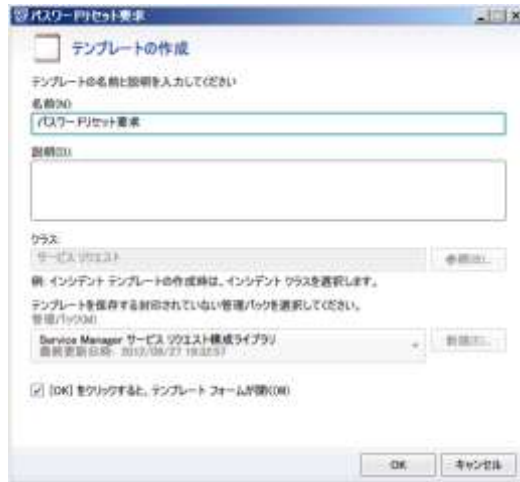 パスワードリセット要求
テンプレートの作成
テンプレートの名前と説明を入力してください
名前(N)
パスワードリセット要求
説明(D)
クラス
サービス リクエスト
参照(B)...
例: インシデント テンプレートの作成時は、インシデント クラスを選択します。
テンプレートを保存する封印されていない管理パックを選択してください。
管理パック(M)
Service Manager サービス リクエスト構成ライブラリ
最終更新日時:
新規(E)...
[OK] をクリックすると、テンプレート フォームが開く(W)
OK
キャンセル